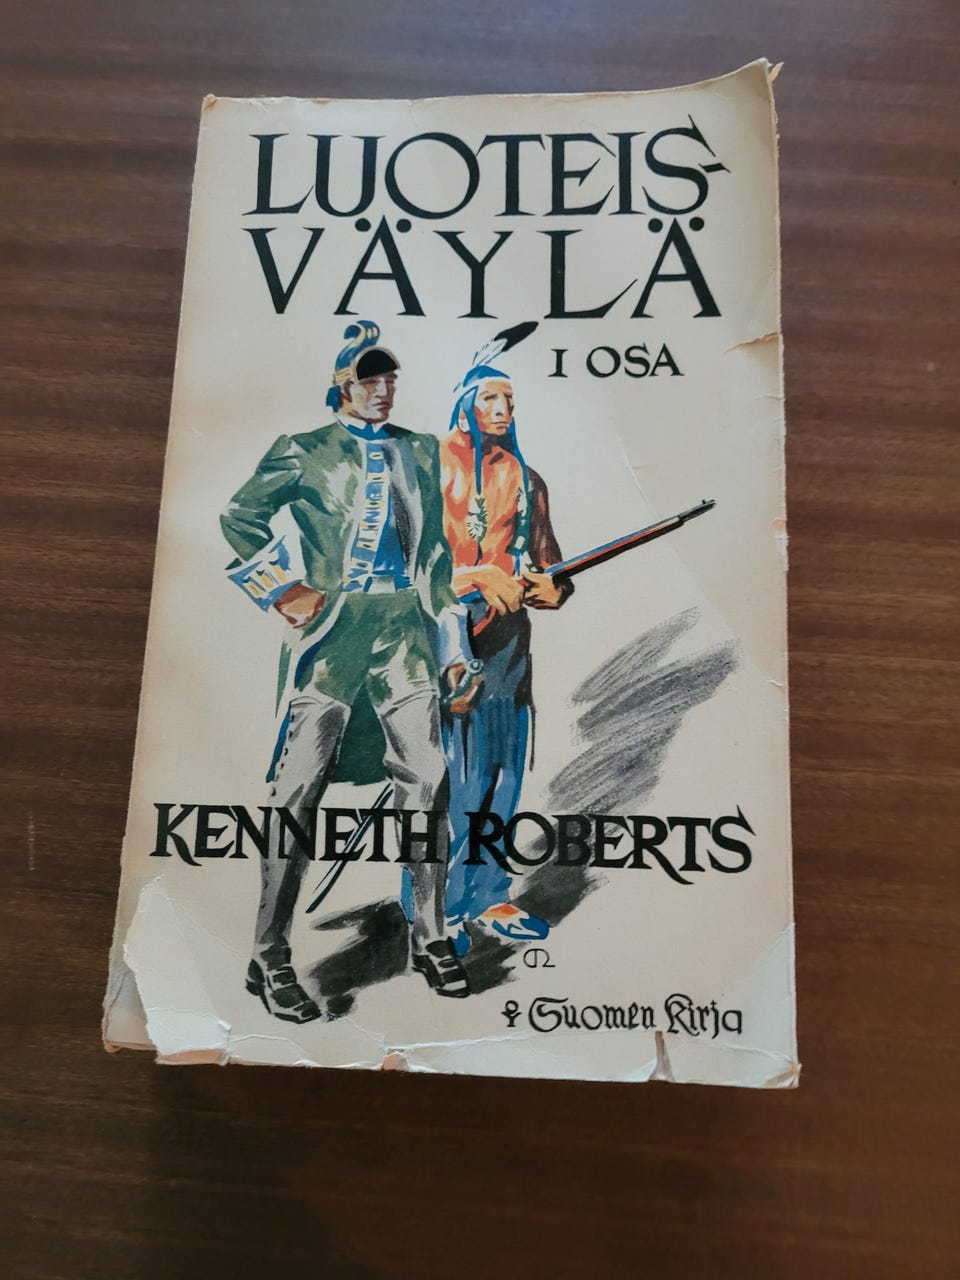 LUOTEIS-
VÄYLÄ
I OSA
KENNETH ROBERTS
Suomen Kirja